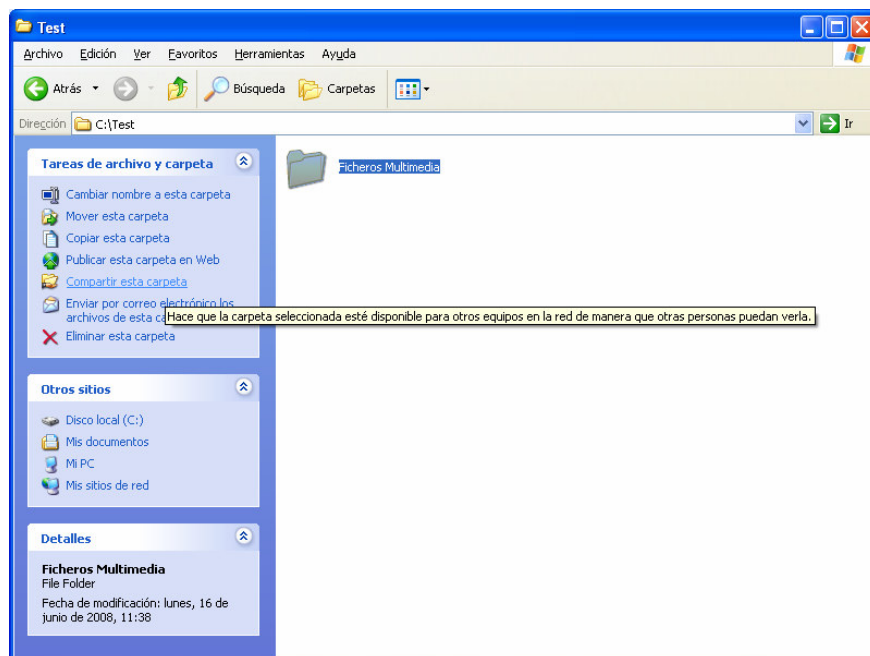 Test
Archivo Edición Ver Favoritos Herramientas Ayuda
Atrás Búsqueda Carpetas
Dirección C:\Test Ir
Tareas de archivo y carpeta
Cambiar nombre a esta carpeta
Mover esta carpeta
Copiar esta carpeta
Publicar esta carpeta en Web
Compartir esta carpeta
Enviar por correo electrónico los
archivos de esta ca
Hace que la carpeta seleccionada esté disponible para otros equipos en la red de manera que otras personas puedan verla.
Eliminar esta carpeta
Otros sitios
Disco local (C:)
Mis documentos
Mi PC
Mis sitios de red
Detalles
Ficheros Multimedia
File Folder
Fecha de modificación: lunes, 16 de
junio de 2008, 11:38
Ficheros Multimedia